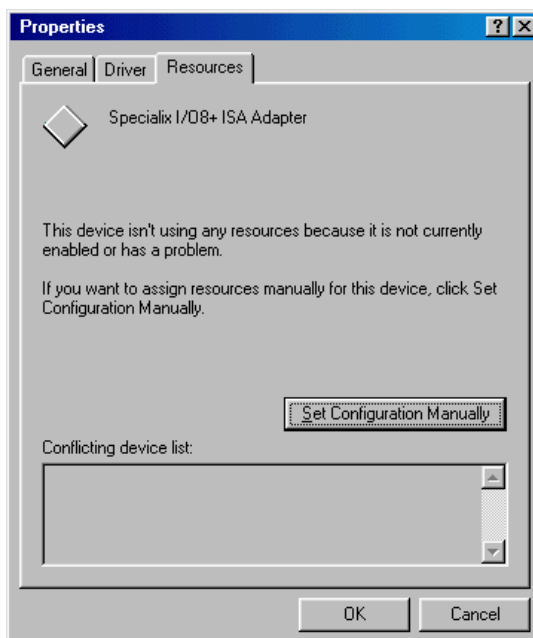 Properties
General Driver Resources
Specialix I/O8+ ISA Adapter
This device isn't using any resources because it is not currently
enabled or has a problem.
If you want to assign resources manually for this device, click Set
Configuration Manually.
Set Configuration Manually
Conflicting device list:
OK Cancel